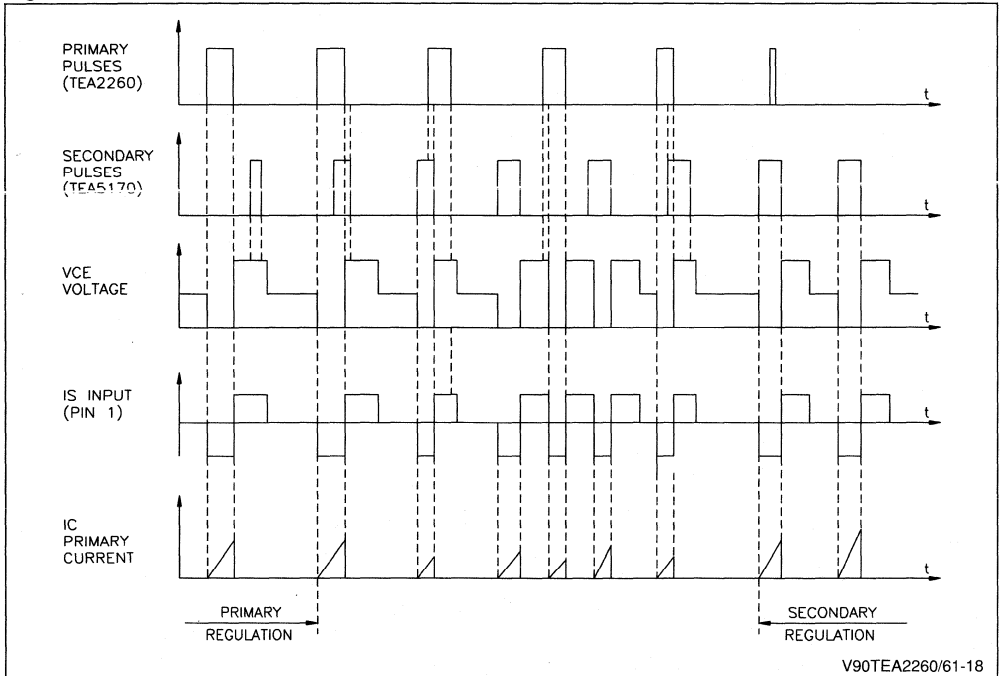 PRIMARY
PULSES
(TEA2260)
t
SECONDARY
PULSES
(TEA5170)
t
VCE
VOLTAGE
t
IS INPUT
(PIN 1)
t
IC
PRIMARY
CURRENT
t
PRIMARY
REGULATION
SECONDARY
REGULATION
V90TEA2260/61-18